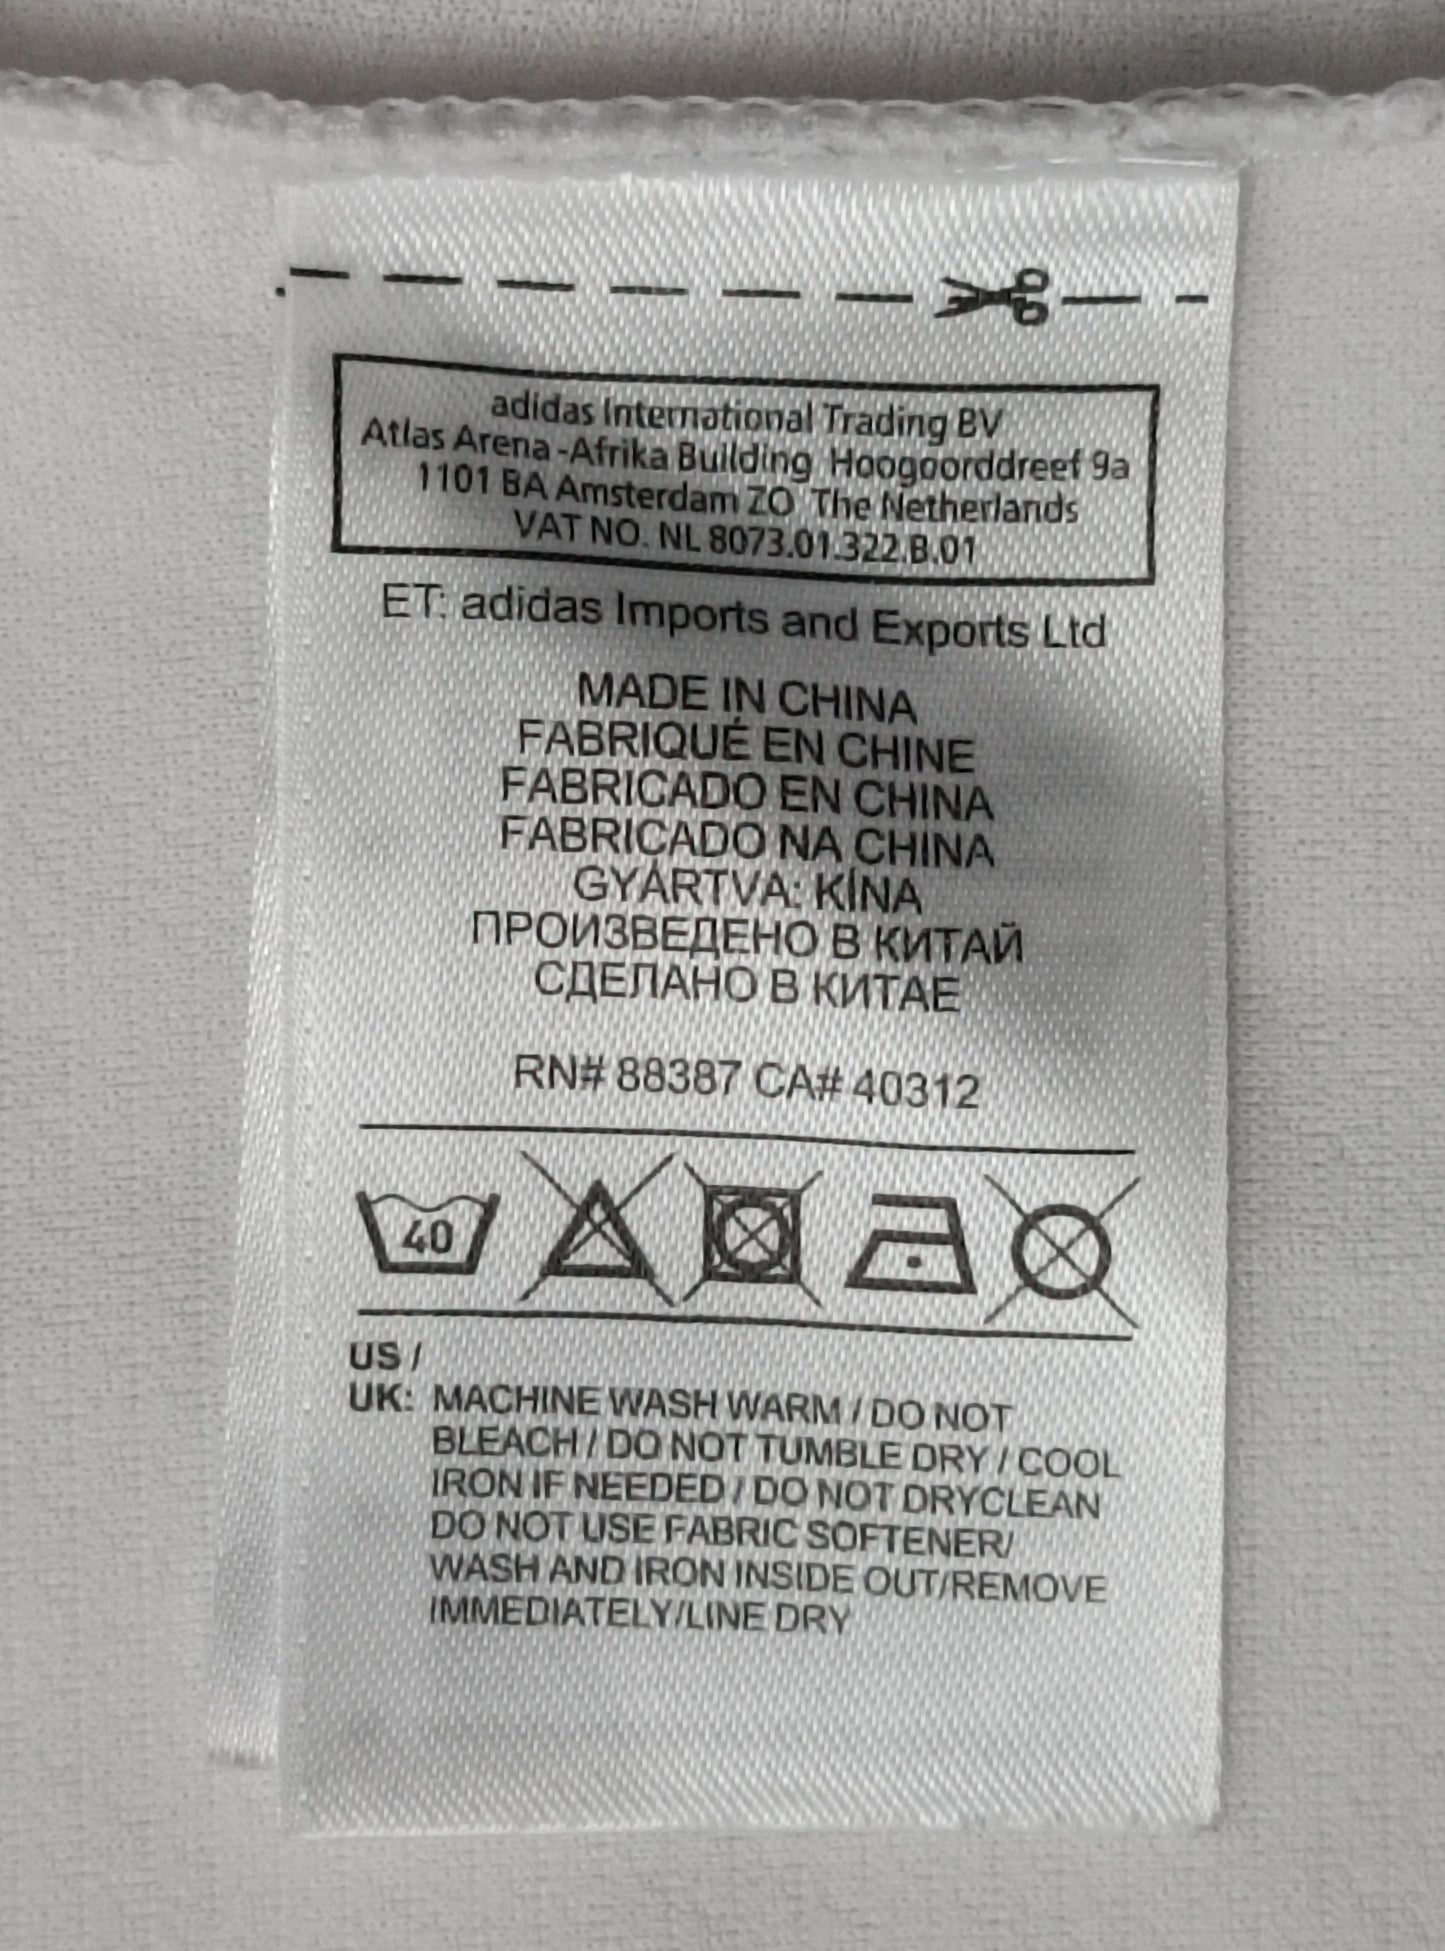 adidas International Trading BV
Atlas Arena-Afrika Building Hoogoorddreef 9a
1101 BA Amsterdam ZO The Netherlands
VAT NO. NL 8073.01.322.B.01
ET: adidas Imports and Exports Ltd
MADE IN CHINA
FABRIQUÉ EN CHINE
FABRICADO EN CHINA
FABRICADO NA CHINA
GYÁRTVA: KÍNA
ПРОИЗВЕДЕНО В КИТАЙ
СДЕЛАНО В КИТАЕ
RN# 88387 CA# 40312
40
US /
UK: MACHINE WASH WARM / DO NOT
BLEACH / DO NOT TUMBLE DRY / COOL
IRON IF NEEDED / DO NOT DRYCLEAN
DO NOT USE FABRIC SOFTENER/
WASH AND IRON INSIDE OUT/REMOVE
IMMEDIATELY/LINE DRY